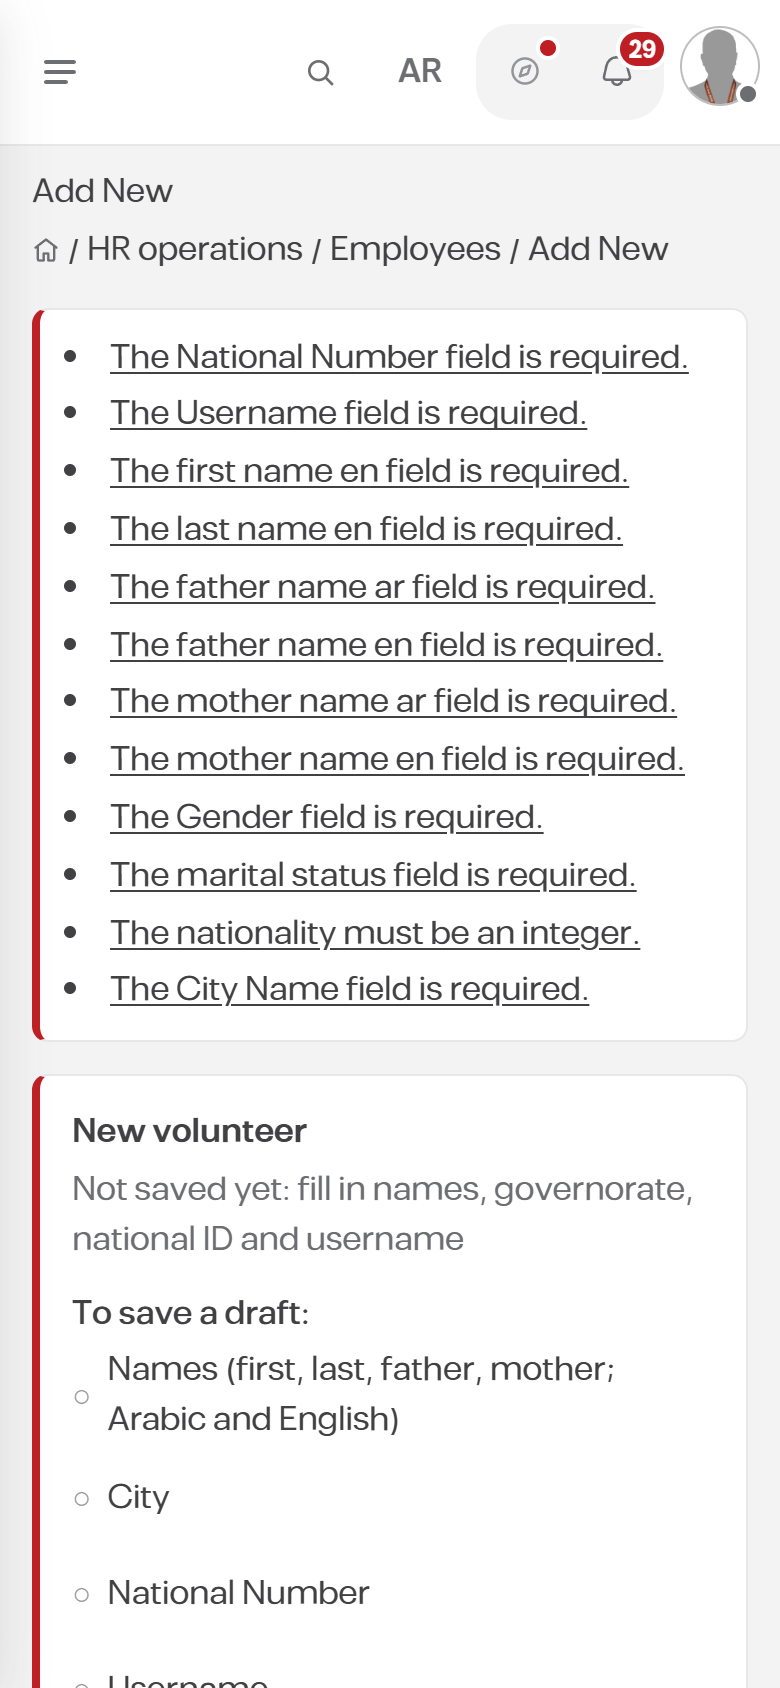 AR
29
Add New
/ HR operations / Employees / Add New
The National Number field is required.
The Username field is required.
The first name en field is required.
The last name en field is required.
The father name ar field is required.
The father name en field is required.
The mother name ar field is required.
The mother name en field is required.
The Gender field is required.
The marital status field is required.
The nationality must be an integer.
The City Name field is required.
New volunteer
Not saved yet: fill in names, governorate,
national ID and username
To save a draft:
Names (first, last, father, mother;
Arabic and English)
City
National Number
Username